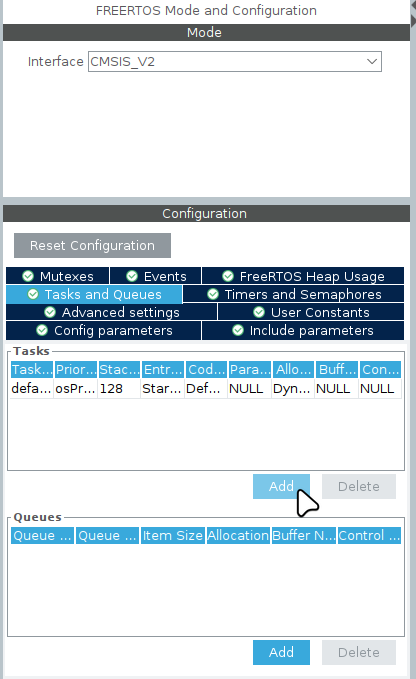 FREERTOS Mode and Configuration
Mode
Interface CMSIS_V2
Configuration
Reset Configuration
Mutexes Events FreeRTOS Heap Usage
Tasks and Queues Timers and Semaphores
Advanced settings User Constants
Config parameters Include parameters
Tasks
Task... Prior... Stac... Entr... Cod... Para... Allo... Buff... Con...
defa... osPr... 128 Star... Def... NULL Dyn... NULL NULL
Add Delete
Queues
Queue ... Queue ... Item Size Allocation Buffer N... Control ...
Add Delete